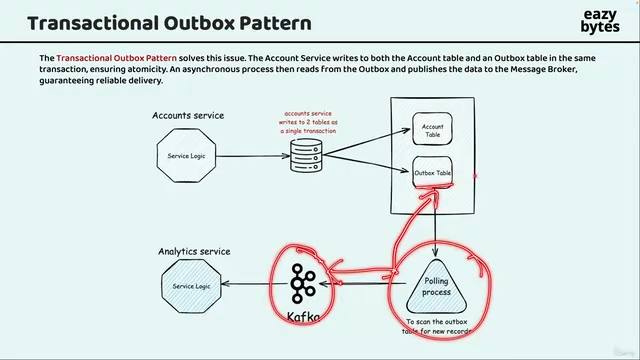 Transactional Outbox Pattern
eazy
bytes
The Transactional Outbox Pattern solves this issue. The Account Service writes to both the Account table and an Outbox table in the same
transaction, ensuring atomicity. An asynchronous process then reads from the Outbox and publishes the data to the Message Broker,
guaranteeing reliable delivery.
Accounts service
accounts service
writes to 2 tables as
a single transaction
Service Logic
Account
Table
Outbox Table
Analytics service
Service Logic
Kafka
Polling
process
To scan the outbox
table for new records